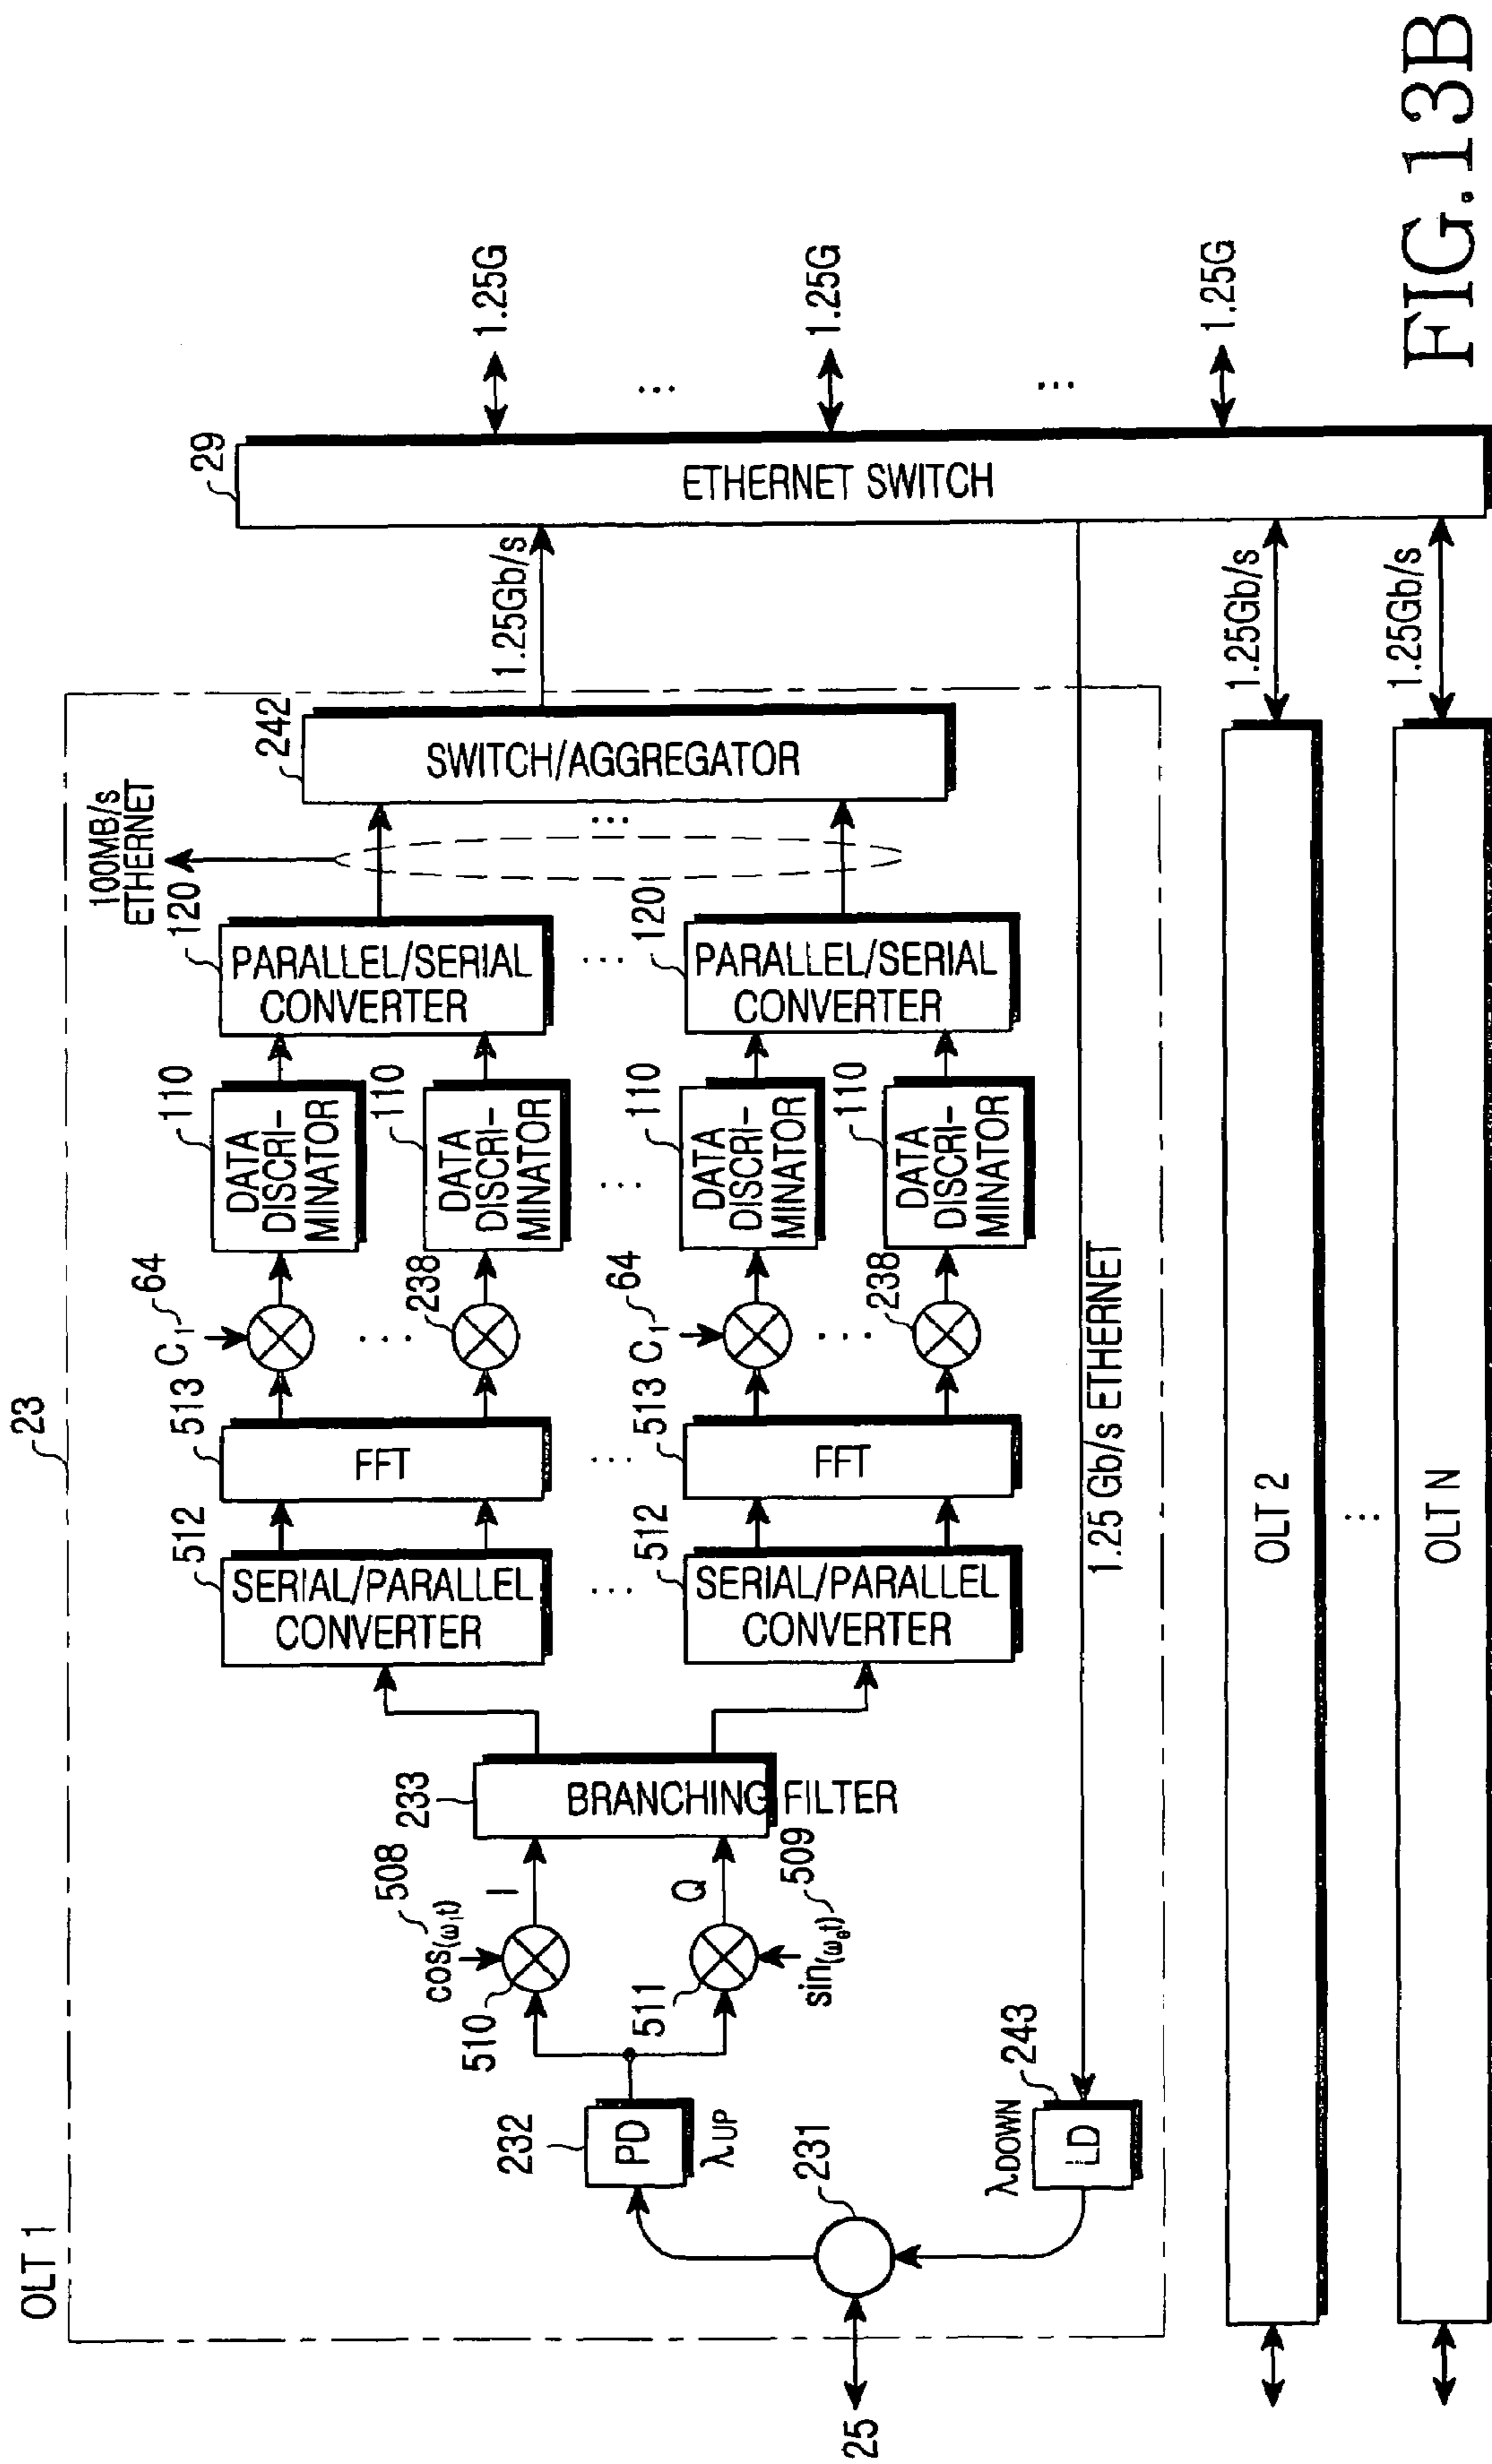 OLT 1
23
25
231
232
PD
λUP
λDOWN
243
LD
510
cos(ω1t)
508
I
511
sin(ωθt)
509
Q
233
BRANCHING FILTER
512
SERIAL/PARALLEL
CONVERTER
...
512
SERIAL/PARALLEL
CONVERTER
513
FFT
...
513
FFT
C1
64
...
238
C1
64
...
238
110
DATA
DISCRI-
MINATOR
110
DATA
DISCRI-
MINATOR
...
110
DATA
DISCRI-
MINATOR
110
DATA
DISCRI-
MINATOR
120
PARALLEL/SERIAL
CONVERTER
...
120
PARALLEL/SERIAL
CONVERTER
100MB/s
ETHERNET
...
242
SWITCH/AGGREGATOR
1.25Gb/s
1.25 Gb/s ETHERNET
29
ETHERNET SWITCH
1.25G
...
1.25G
...
1.25G
OLT 2
1.25Gb/s
...
OLT N
1.25Gb/s
FIG.13B